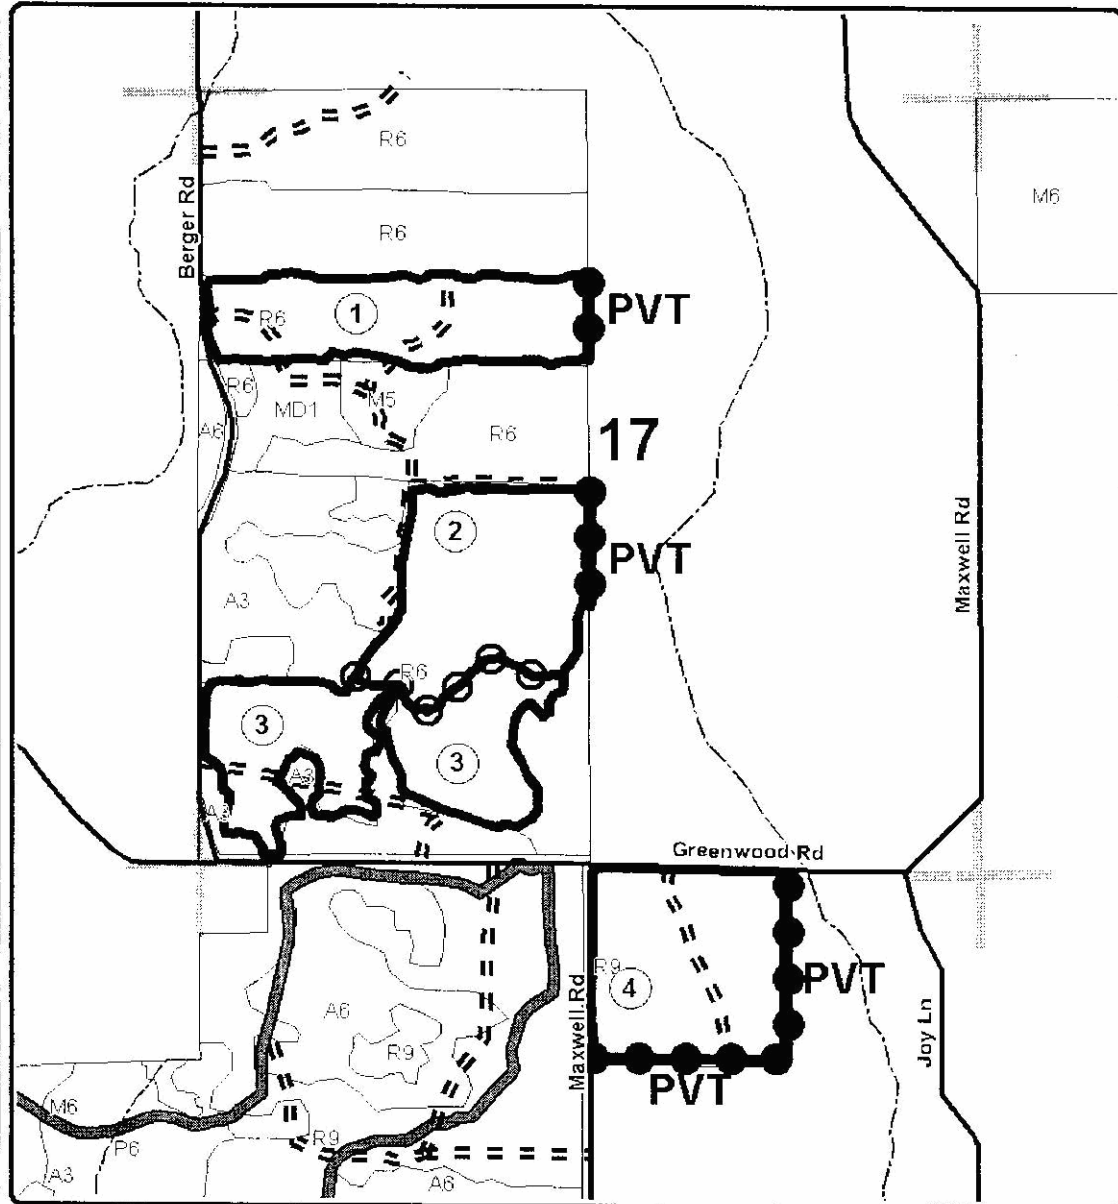 R6
Berger Rd
M6
R6
R6
1
PVT
R6
MD1
M5
A6
R6
17
2
PVT
Maxwell Rd
A3
R6
3
3
A3
Greenwood Rd
R9
4
PVT
A6
Maxwell Rd
Joy Ln
R9
PVT
M6
P6
R9
A3
A6